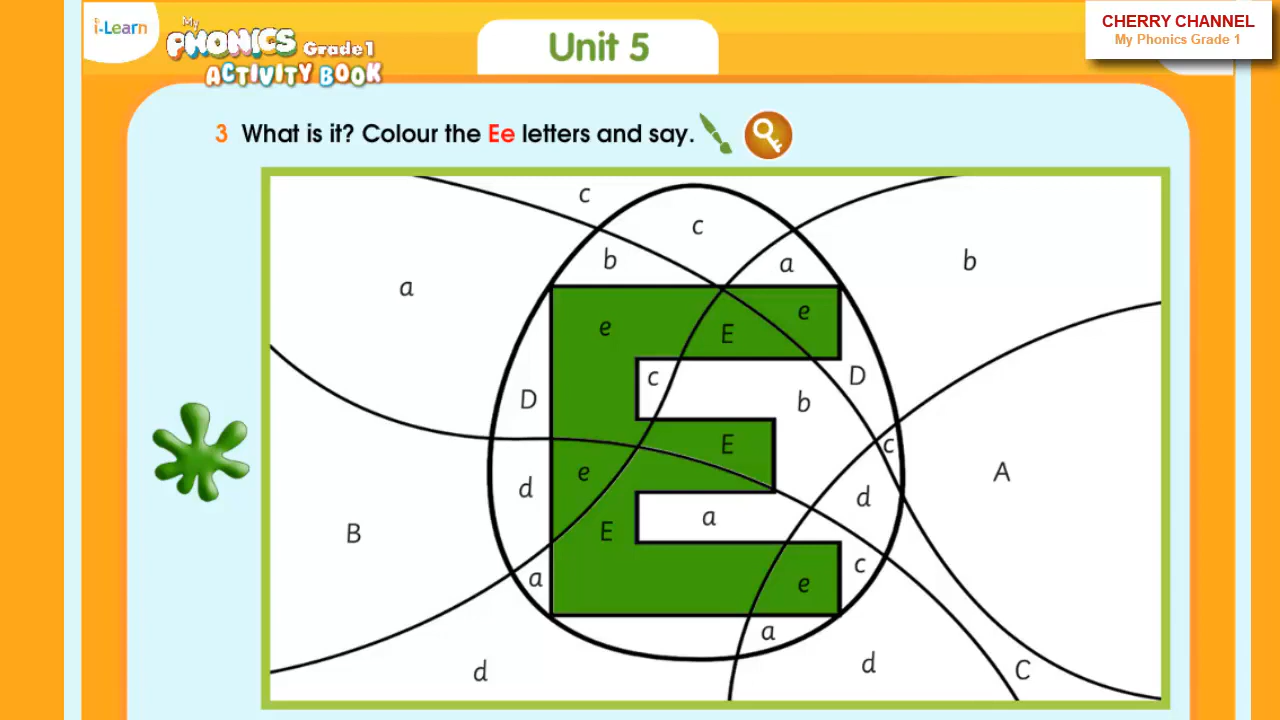 i-Learn
My
PHONICS Grade 1
ACTIVITY BOOK
Unit 5
CHERRY CHANNEL
My Phonics Grade 1
3 What is it? Colour the Ee letters and say.
c
c
b
a
b
a
e
E
e
c
D
D
b
E
c
e
A
d
d
a
B
E
c
a
e
a
d
d
C